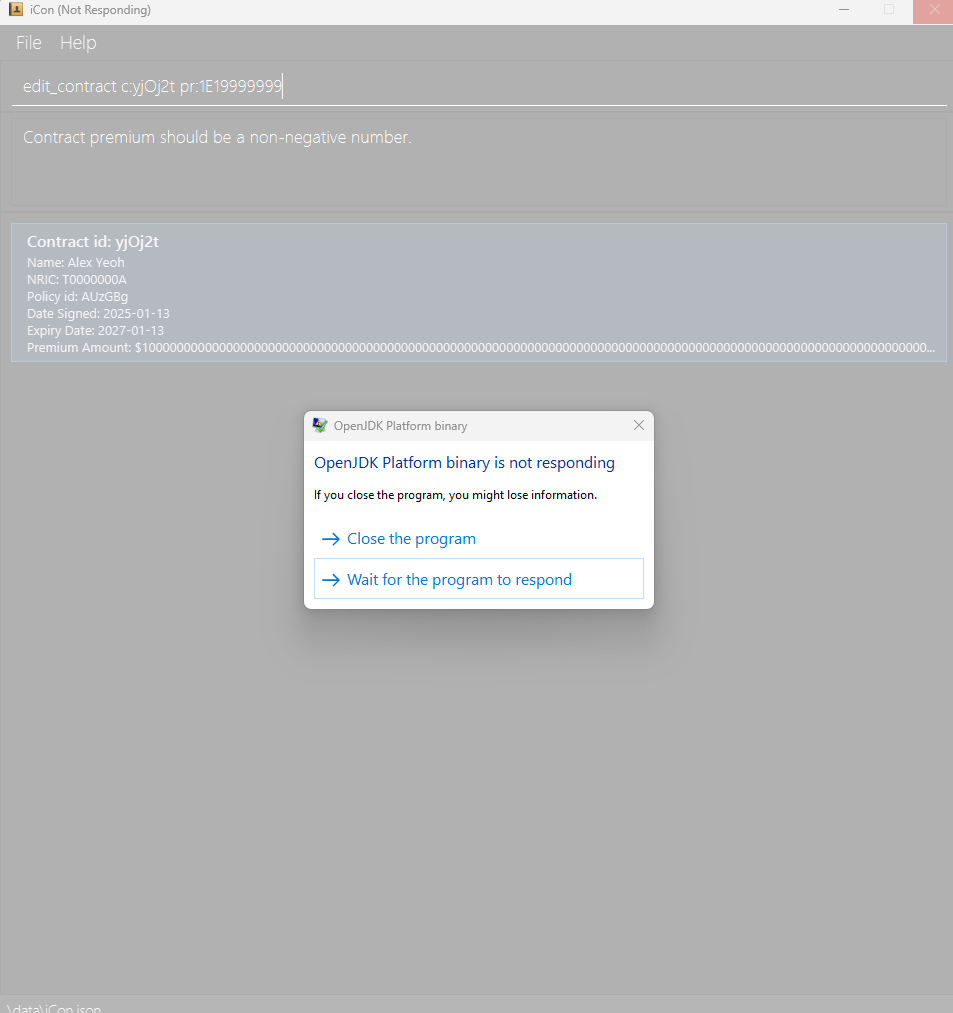 iCon (Not Responding)
File Help
edit_contract c:yjOj2t pr:1E19999999
Contract premium should be a non-negative number.
Contract id: yjOj2t
Name: Alex Yeoh
NRIC: T0000000A
Policy id: AUzGBg
Date Signed: 2025-01-13
Expiry Date: 2027-01-13
Premium Amount: $10000000000000000000000000000000000000000000000000000000000000000000000000000000000000000000000000000000000000000...
OpenJDK Platform binary
OpenJDK Platform binary is not responding
If you close the program, you might lose information.
Close the program
Wait for the program to respond
\data\iCon.json